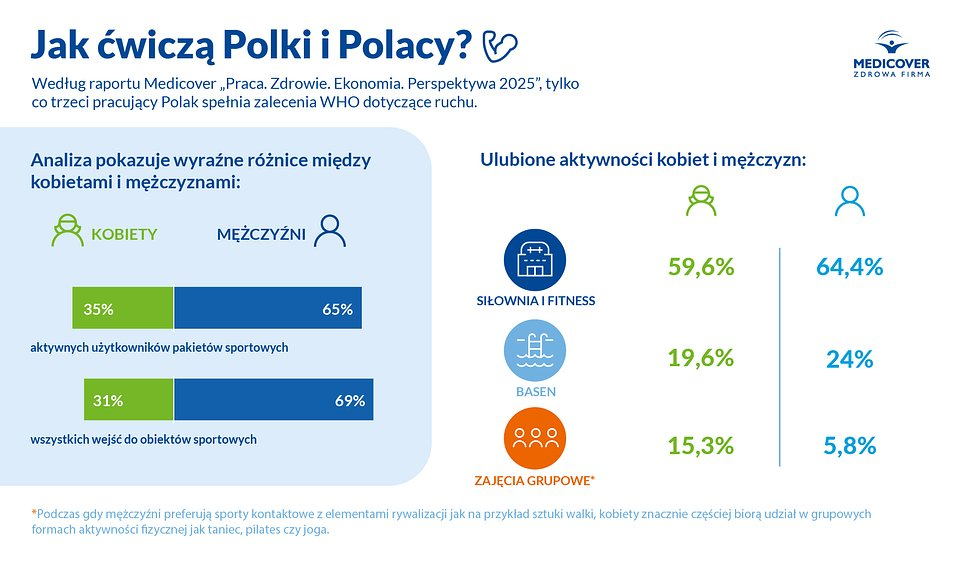 Jak ćwiczą Polki i Polacy?
MEDICOVER
ZDROWA FIRMA
Według raportu Medicover „Praca. Zdrowie. Ekonomia. Perspektywa 2025”, tylko
co trzeci pracujący Polak spełnia zalecenia WHO dotyczące ruchu.
Analiza pokazuje wyraźne różnice między
kobietami i mężczyznami:
KOBIETY
MĘŻCZYŹNI
35%
65%
aktywnych użytkowników pakietów sportowych
31%
69%
wszystkich wejść do obiektów sportowych
Ulubione aktywności kobiet i mężczyzn:
59,6%
64,4%
SIŁOWNIA I FITNESS
19,6%
24%
BASEN
15,3%
5,8%
ZAJĘCIA GRUPOWE*
*Podczas gdy mężczyźni preferują sporty kontaktowe z elementami rywalizacji jak na przykład sztuki walki, kobiety znacznie częściej biorą udział w grupowych
formach aktywności fizycznej jak taniec, pilates czy joga.